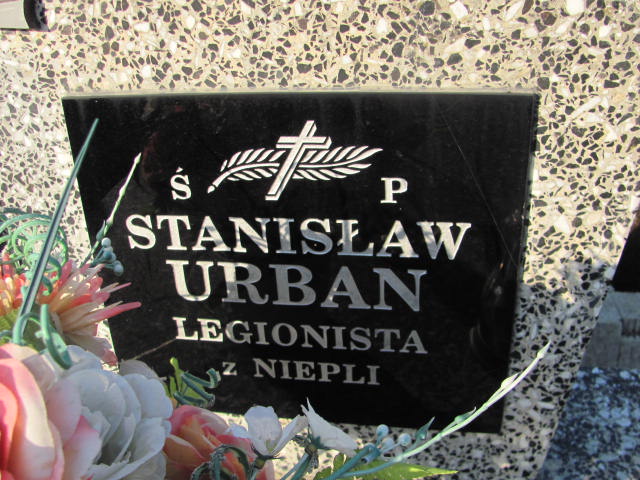 Ś P
STANISŁAW
URBAN
LEGIONISTA
z NIEPLI